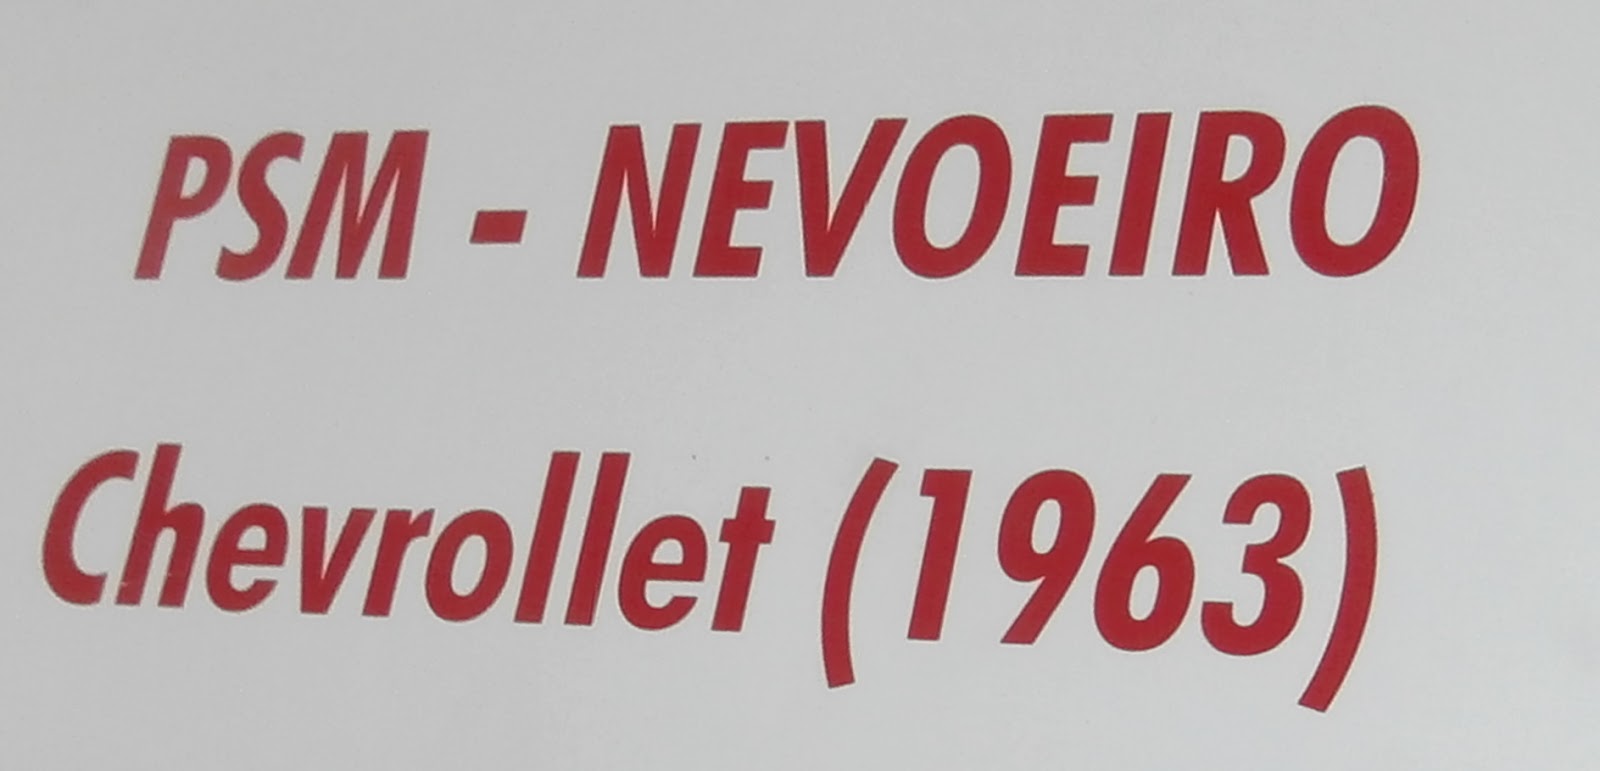 PSM - NEVOEIRO
Chevrollet (1963)